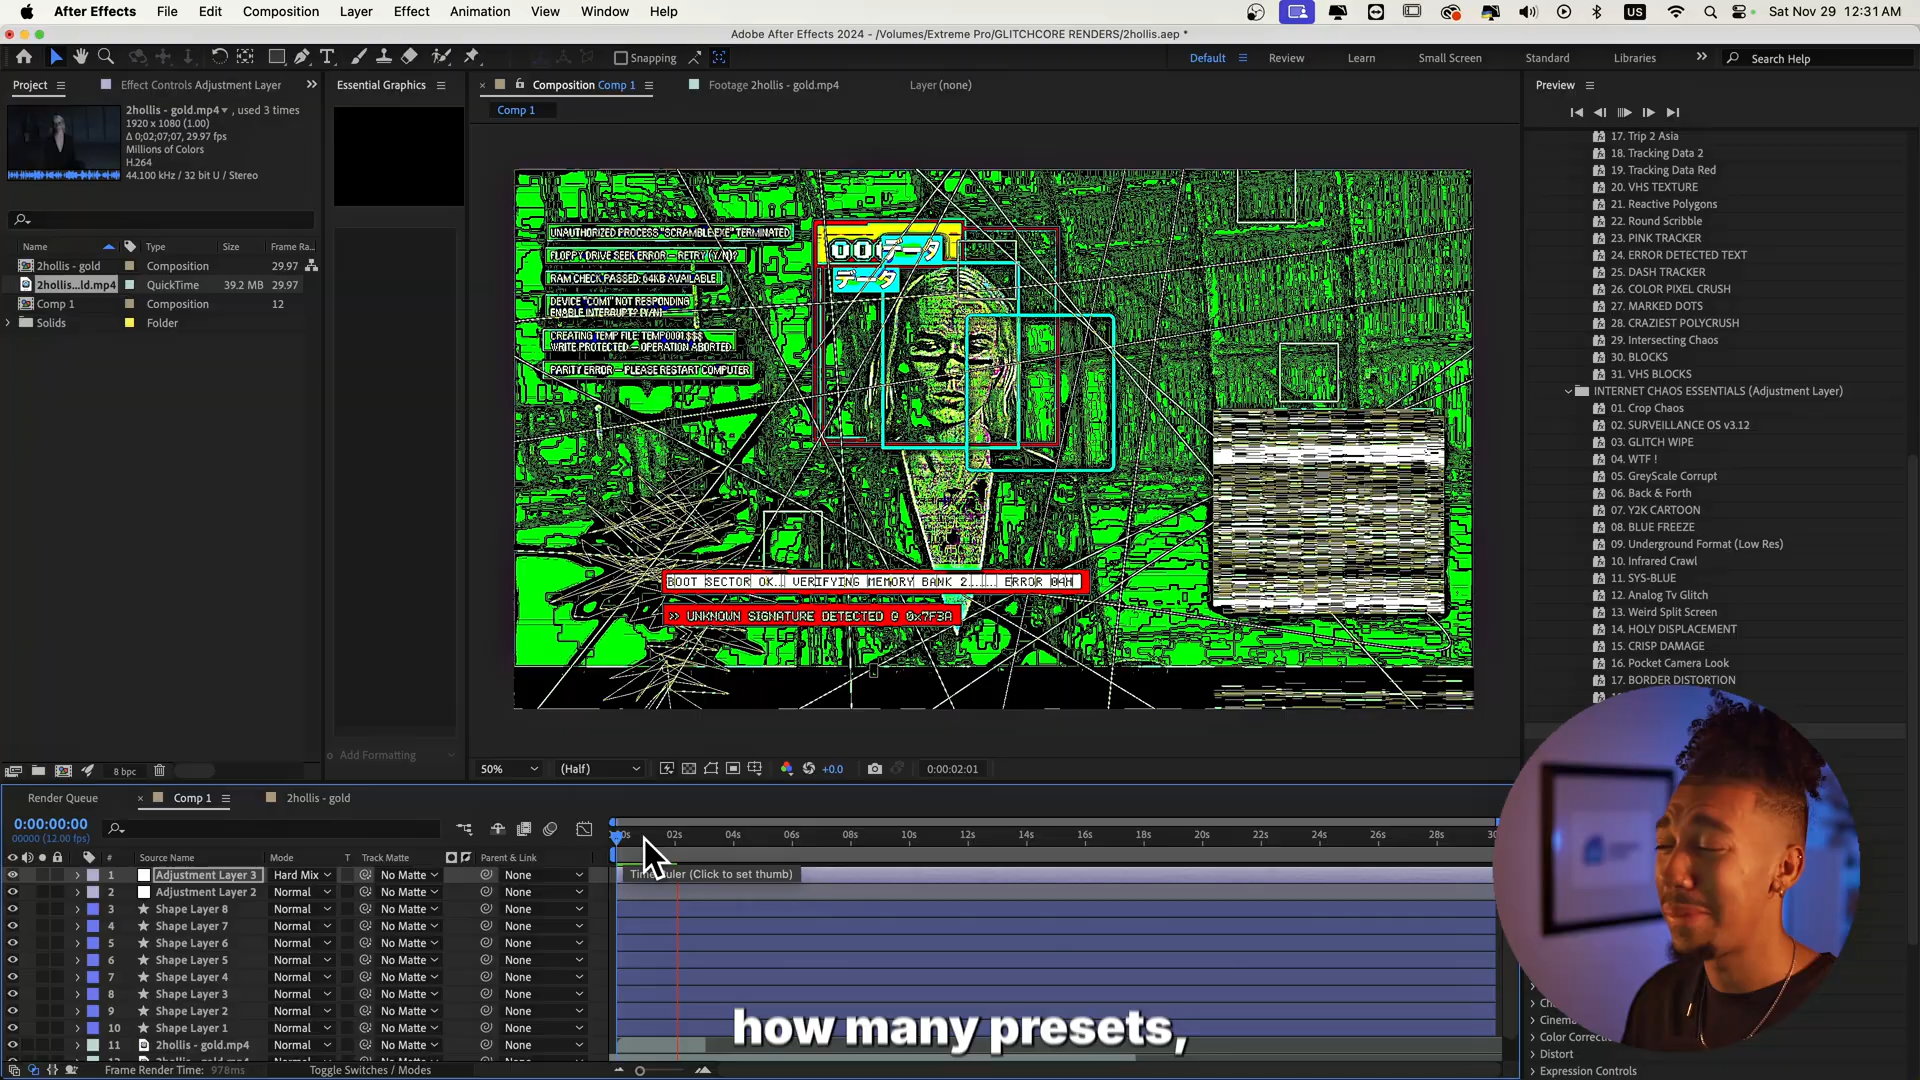 After Effects File Edit Composition Layer Effect Animation View Window Help US Sat Nov 29 12:31 AM
Adobe After Effects 2024 - /Volumes/Extreme Pro/GLITCHCORE RENDERS/2hollis.aep *
Snapping Default Review Learn Small Screen Standard Libraries Search Help
Project Effect Controls Adjustment Layer Essential Graphics Composition Comp 1 Footage 2hollis - gold.mp4 Layer (none) Preview
2hollis - gold.mp4, used 3 times
1920 x 1080 (1.00)
Δ 0;02;07;07, 29.97 fps
Millions of Colors
H.264
44.100 kHz / 32 bit U / Stereo
Comp 1
Name Type Size Frame Ra...
2hollis - gold Composition 29.97
2hollis...ld.mp4 QuickTime 39.2 MB 29.97
Comp 1 Composition 12
Solids Folder
UNAUTHORIZED PROCESS "SCRAMBLE.EXE" TERMINATED
FLOPPY DRIVE SEEK ERROR — RETRY (Y/N)?
RAM CHECK PASSED: 64KB AVAILABLE
DEVICE "COM1" NOT RESPONDING
ENABLE INTERRUPT? [Y/N]
CREATING TEMP FILE: TEMP0001.$$$
WRITE PROTECTED — OPERATION ABORTED
PARITY ERROR — PLEASE RESTART COMPUTER
データ
データ
BOOT SECTOR OK.. VERIFYING MEMORY BANK 2...... ERROR 04H
>> UNKNOWN SIGNATURE DETECTED @ 0x7F3A
17. Trip 2 Asia
18. Tracking Data 2
19. Tracking Data Red
20. VHS TEXTURE
21. Reactive Polygons
22. Round Scribble
23. PINK TRACKER
24. ERROR DETECTED TEXT
25. DASH TRACKER
26. COLOR PIXEL CRUSH
27. MARKED DOTS
28. CRAZIEST POLYCRUSH
29. Intersecting Chaos
30. BLOCKS
31. VHS BLOCKS
INTERNET CHAOS ESSENTIALS (Adjustment Layer)
01. Crop Chaos
02. SURVEILLANCE OS v3.12
03. GLITCH WIPE
04. WTF !
05. GreyScale Corrupt
06. Back & Forth
07. Y2K CARTOON
08. BLUE FREEZE
09. Underground Format (Low Res)
10. Infrared Crawl
11. SYS-BLUE
12. Analog Tv Glitch
13. Weird Split Screen
14. HOLY DISPLACEMENT
15. CRISP DAMAGE
16. Pocket Camera Look
17. BORDER DISTORTION
Add Formatting
8 bpc
50% (Half) +0.0 0:00:02:01
Render Queue Comp 1 2hollis - gold
0:00:00:00
00000 (12.00 fps)
02s 04s 06s 08s 10s 12s 14s 16s 18s 20s 22s 24s 26s 28s
# Source Name Mode T Track Matte Parent & Link
1 Adjustment Layer 3 Hard Mix No Matte None
2 Adjustment Layer 2 Normal No Matte None
3 Shape Layer 8 Normal No Matte None
4 Shape Layer 7 Normal No Matte None
5 Shape Layer 6 Normal No Matte None
6 Shape Layer 5 Normal No Matte None
7 Shape Layer 4 Normal No Matte None
8 Shape Layer 3 Normal No Matte None
9 Shape Layer 2 Normal No Matte None
10 Shape Layer 1 Normal No Matte None
11 2hollis - gold.mp4 Normal No Matte None
(Click to set thumb)
how many presets,
Color Correctio
Distort
Expression Controls
Frame Render Time: 978ms Toggle Switches / Modes